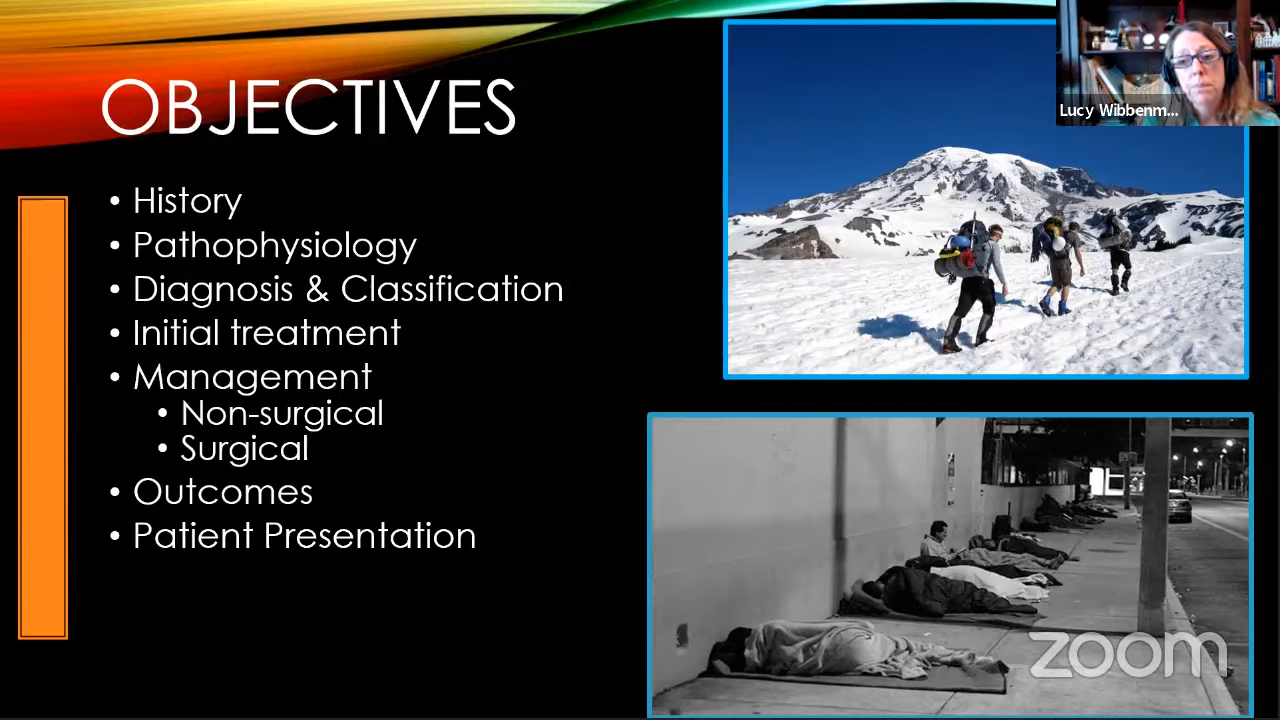 OBJECTIVES
• History
• Pathophysiology
• Diagnosis & Classification
• Initial treatment
• Management
• Non-surgical
• Surgical
• Outcomes
• Patient Presentation
Lucy Wibbenm...
zoom